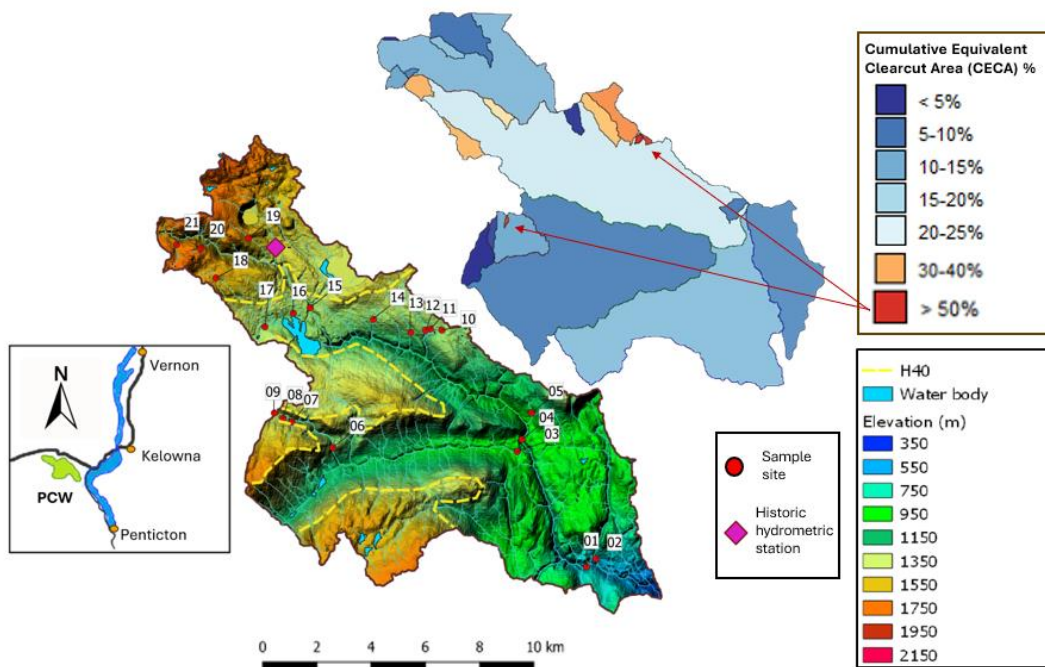 Cumulative Equivalent
Clearcut Area (CECA) %
< 5%
5-10%
10-15%
15-20%
20-25%
30-40%
> 50%
21
20
19
18
17
16
15
14
13
12
11
10
09
08
07
06
05
04
03
01
02
N
Vernon
Kelowna
PCW
Penticton
Sample
site
Historic
hydrometric
station
H40
Water body
Elevation (m)
350
550
750
950
1150
1350
1550
1750
1950
2150
0 2 4 6 8 10 km